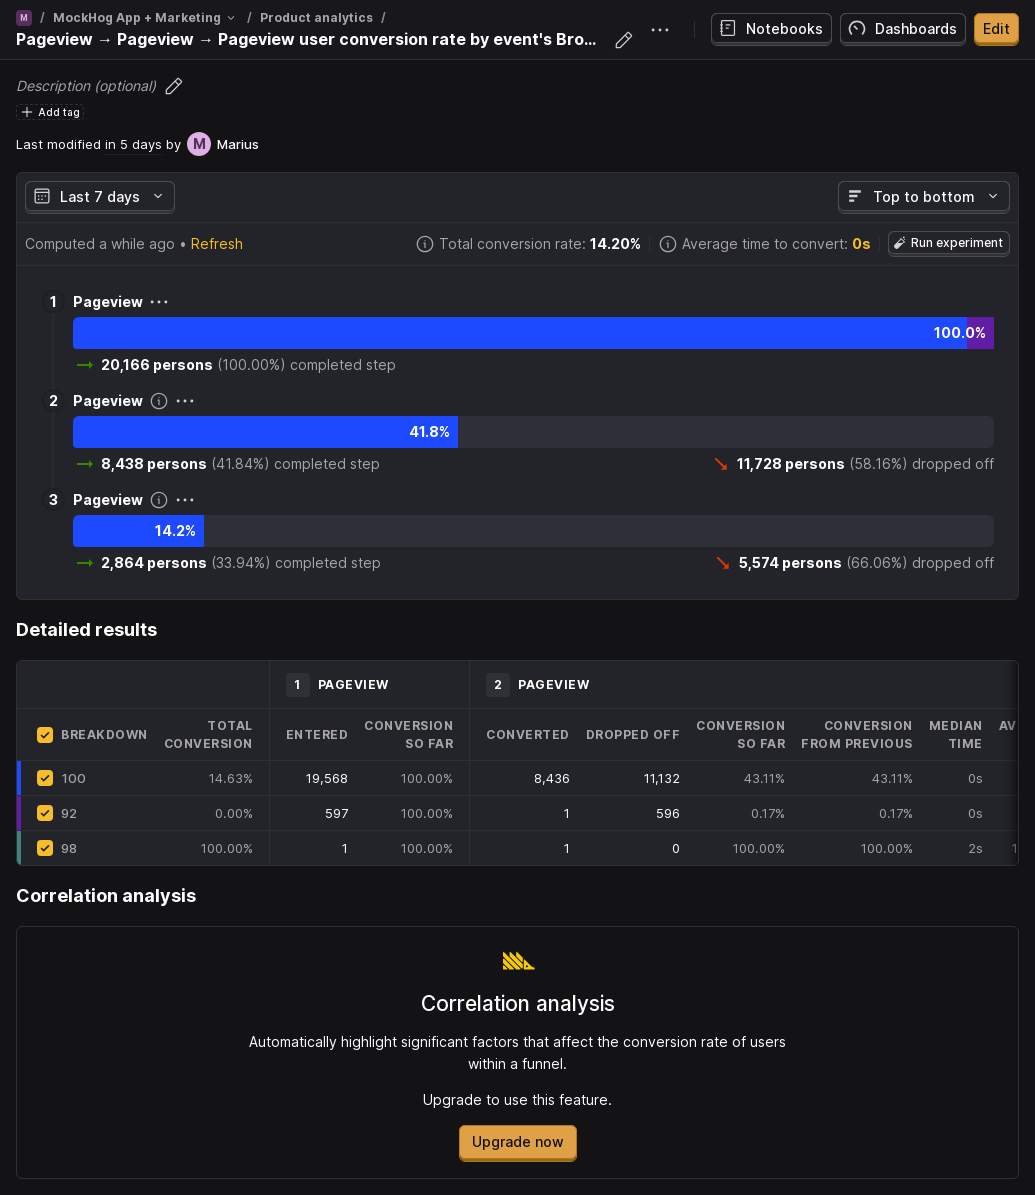 M / MockHog App + Marketing / Product analytics /
Pageview → Pageview → Pageview user conversion rate by event's Bro...
Notebooks
Dashboards
Edit
Description (optional)
Add tag
Last modified in 5 days by M Marius
Last 7 days
Top to bottom
Computed a while ago • Refresh
Total conversion rate: 14.20%
Average time to convert: 0s
Run experiment
1 Pageview
100.0%
20,166 persons (100.00%) completed step
2 Pageview
41.8%
8,438 persons (41.84%) completed step
11,728 persons (58.16%) dropped off
3 Pageview
14.2%
2,864 persons (33.94%) completed step
5,574 persons (66.06%) dropped off
Detailed results
1 PAGEVIEW 2 PAGEVIEW
BREAKDOWN TOTAL CONVERSION ENTERED CONVERSION SO FAR CONVERTED DROPPED OFF CONVERSION SO FAR CONVERSION FROM PREVIOUS MEDIAN TIME AV
100 14.63% 19,568 100.00% 8,436 11,132 43.11% 43.11% 0s
92 0.00% 597 100.00% 1 596 0.17% 0.17% 0s
98 100.00% 1 100.00% 1 0 100.00% 100.00% 2s 1
Correlation analysis
Correlation analysis
Automatically highlight significant factors that affect the conversion rate of users
within a funnel.
Upgrade to use this feature.
Upgrade now